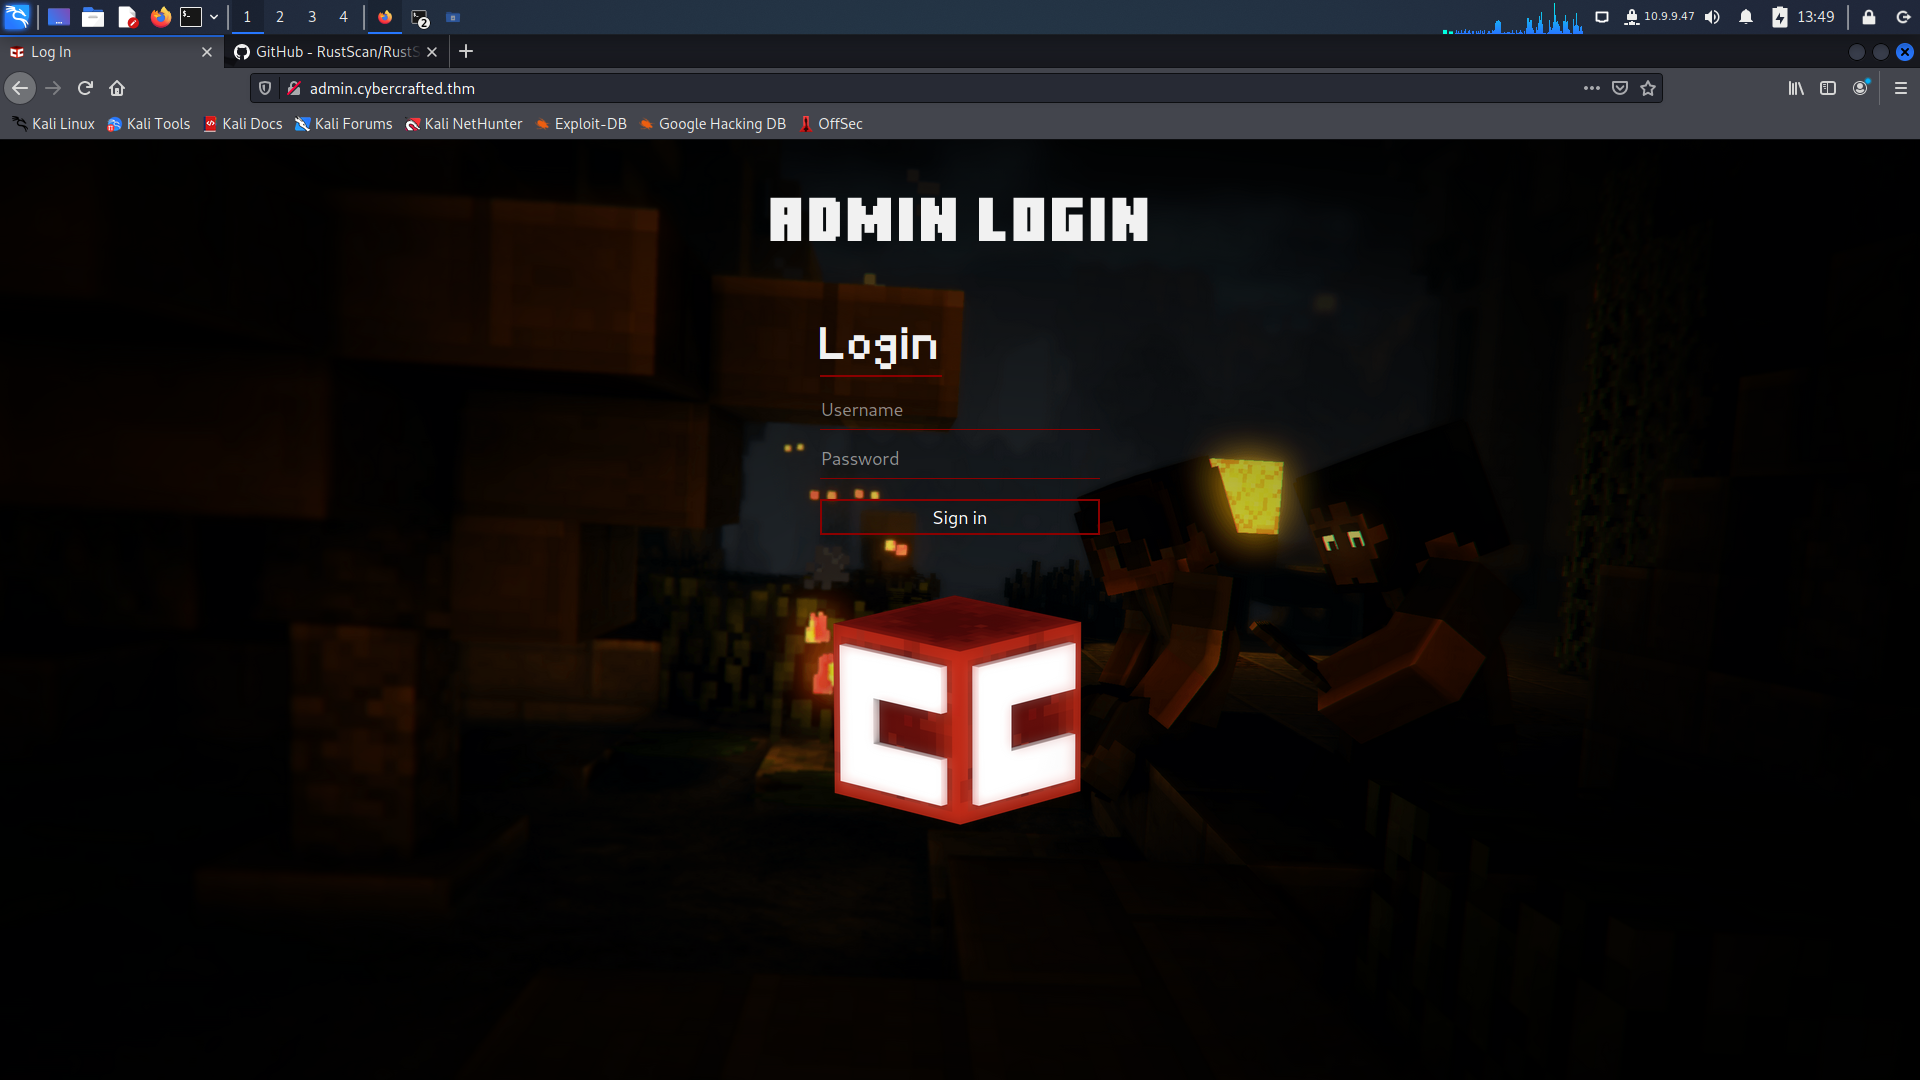 1 2 3 4 2 10.9.9.47 13:49
Log In GitHub - RustScan/RustS
admin.cybercrafted.thm
Kali Linux Kali Tools Kali Docs Kali Forums Kali NetHunter Exploit-DB Google Hacking DB OffSec
ADMIN LOGIN
Login
Username
Password
Sign in
CC